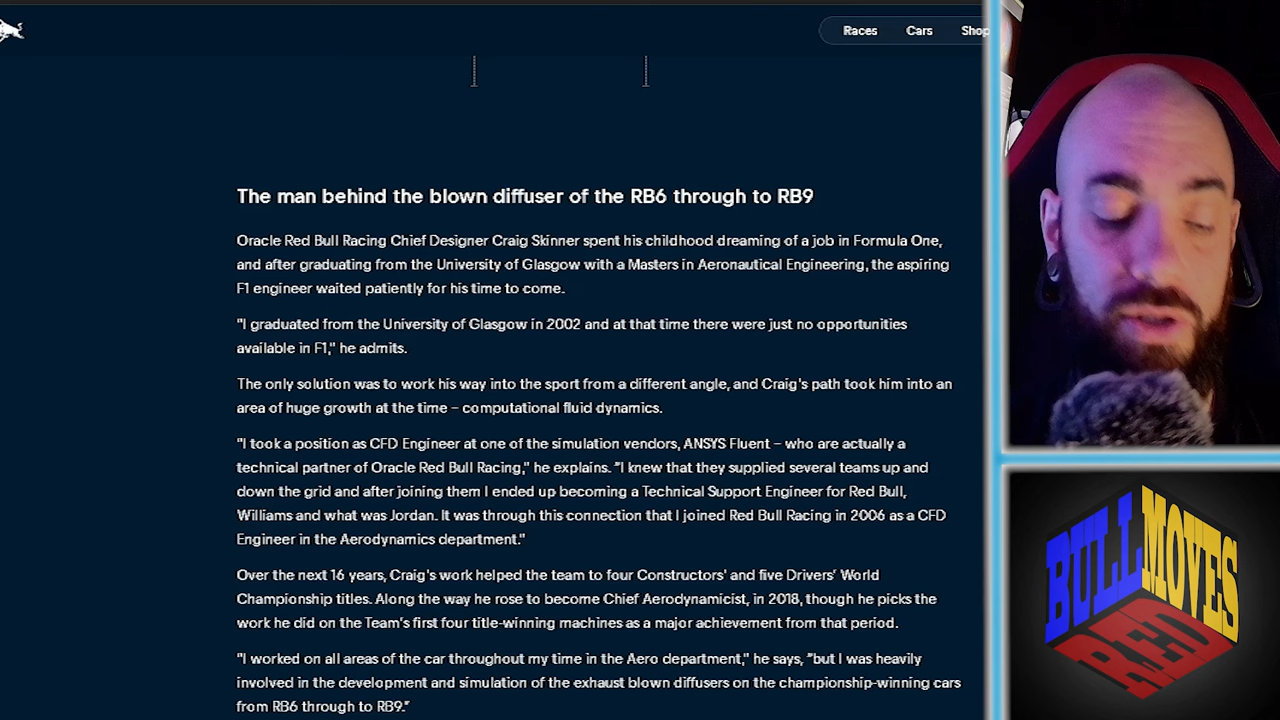 Races Cars Shop
The man behind the blown diffuser of the RB6 through to RB9
Oracle Red Bull Racing Chief Designer Craig Skinner spent his childhood dreaming of a job in Formula One,
and after graduating from the University of Glasgow with a Masters in Aeronautical Engineering, the aspiring
F1 engineer waited patiently for his time to come.
"I graduated from the University of Glasgow in 2002 and at that time there were just no opportunities
available in F1," he admits.
The only solution was to work his way into the sport from a different angle, and Craig's path took him into an
area of huge growth at the time – computational fluid dynamics.
"I took a position as CFD Engineer at one of the simulation vendors, ANSYS Fluent – who are actually a
technical partner of Oracle Red Bull Racing," he explains. "I knew that they supplied several teams up and
down the grid and after joining them I ended up becoming a Technical Support Engineer for Red Bull,
Williams and what was Jordan. It was through this connection that I joined Red Bull Racing in 2006 as a CFD
Engineer in the Aerodynamics department."
Over the next 16 years, Craig's work helped the team to four Constructors' and five Drivers' World
Championship titles. Along the way he rose to become Chief Aerodynamicist, in 2018, though he picks the
work he did on the Team's first four title-winning machines as a major achievement from that period.
"I worked on all areas of the car throughout my time in the Aero department," he says, "but I was heavily
involved in the development and simulation of the exhaust blown diffusers on the championship-winning cars
from RB6 through to RB9."
BULL MOVES
RED